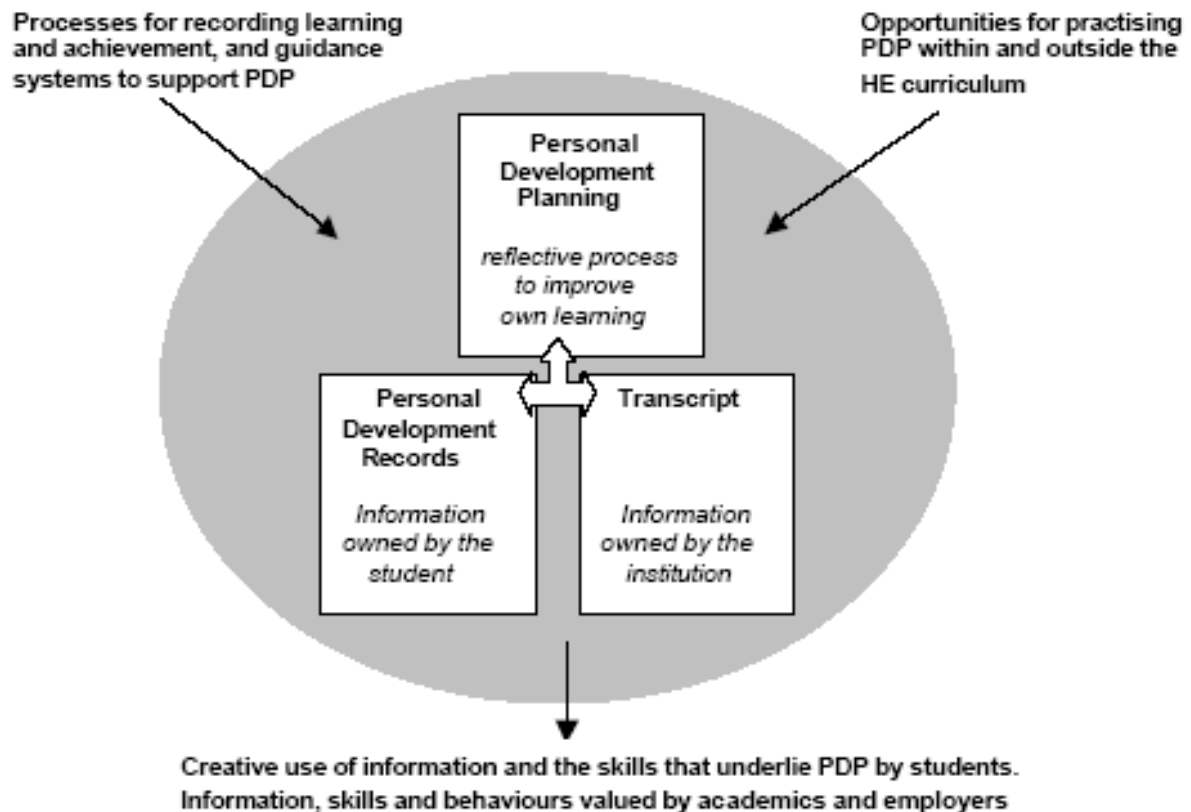 Processes for recording learning
and achievement, and guidance
systems to support PDP
Opportunities for practising
PDP within and outside the
HE curriculum
Personal
Development
Planning
reflective process
to improve
own learning
Personal
Development
Records
Information
owned by the
student
Transcript
Information
owned by the
institution
Creative use of information and the skills that underlie PDP by students.
Information, skills and behaviours valued by academics and employers